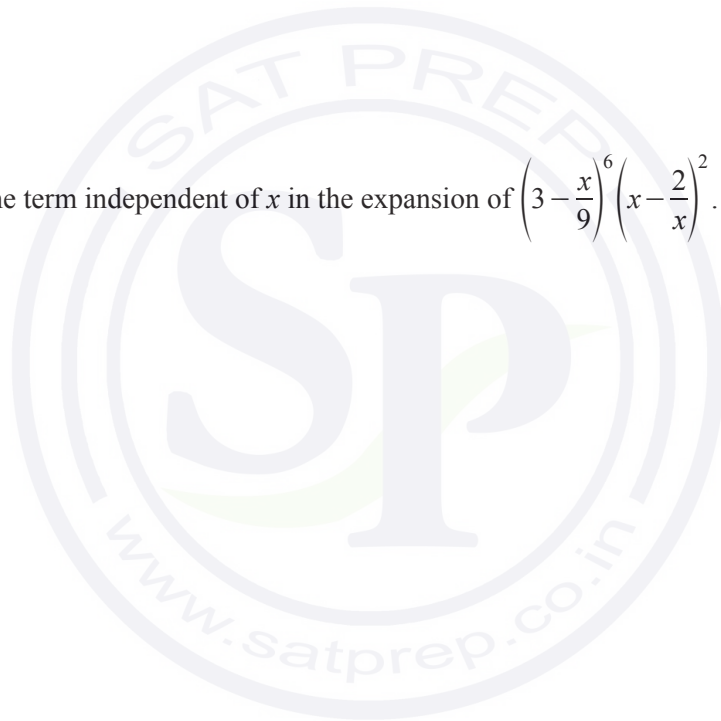 SAT PREP
he term independent of x in the expansion of (3 − x/9)^6 (x − 2/x)^2.
SP
www.satprep.co.in